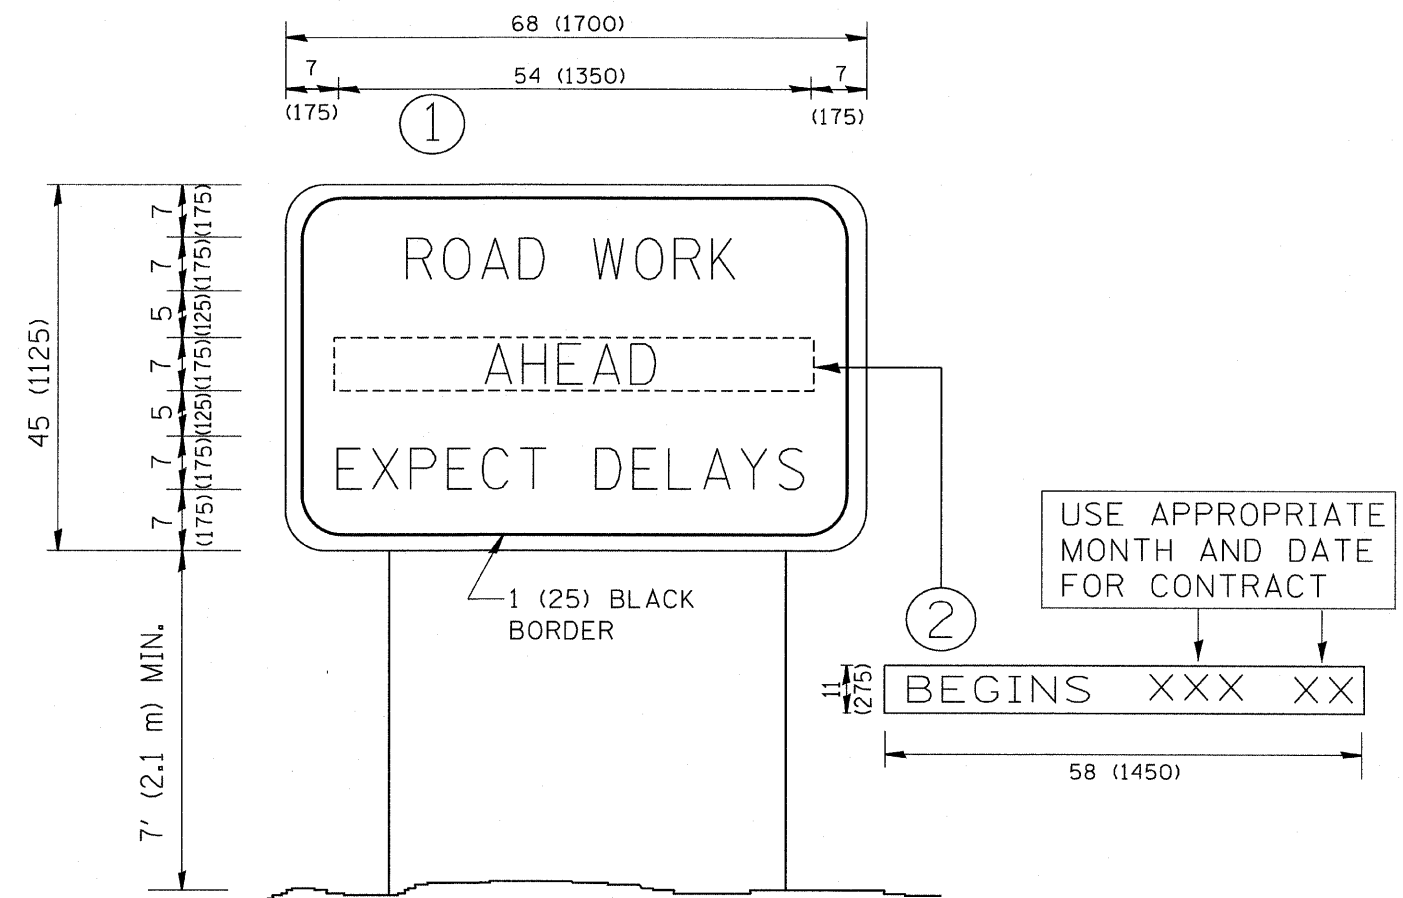 68 (1700)
7
54 (1350)
7
(175)
(175)
1
7
(175)
7
(175)
5
(125)
7
(175)
5
(125)
7
(175)
7
(175)
45 (1125)
ROAD WORK
AHEAD
EXPECT DELAYS
1 (25) BLACK
BORDER
7' (2.1 m) MIN.
USE APPROPRIATE
MONTH AND DATE
FOR CONTRACT
2
11
(275)
BEGINS XXX XX
58 (1450)